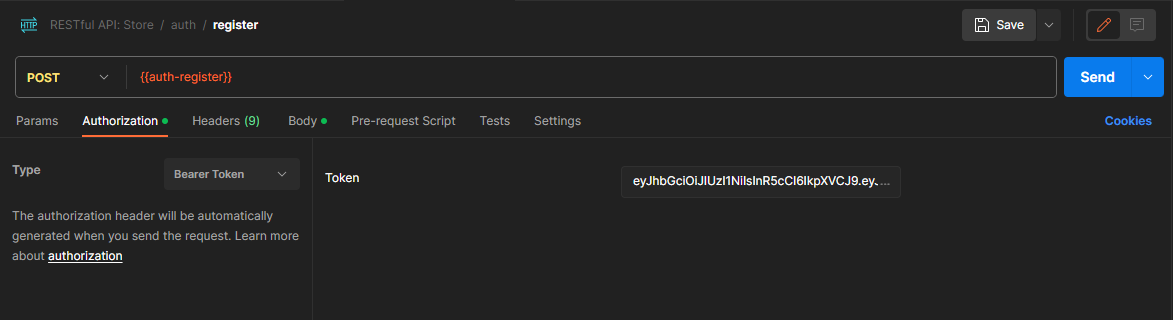 HTTP RESTful API: Store / auth / register Save
POST {{auth-register}} Send
Params Authorization Headers (9) Body Pre-request Script Tests Settings Cookies
Type Bearer Token Token eyJhbGciOiJIUzI1NiIsInR5cCI6IkpXVCJ9.eyJ....
The authorization header will be automatically
generated when you send the request. Learn more
about authorization